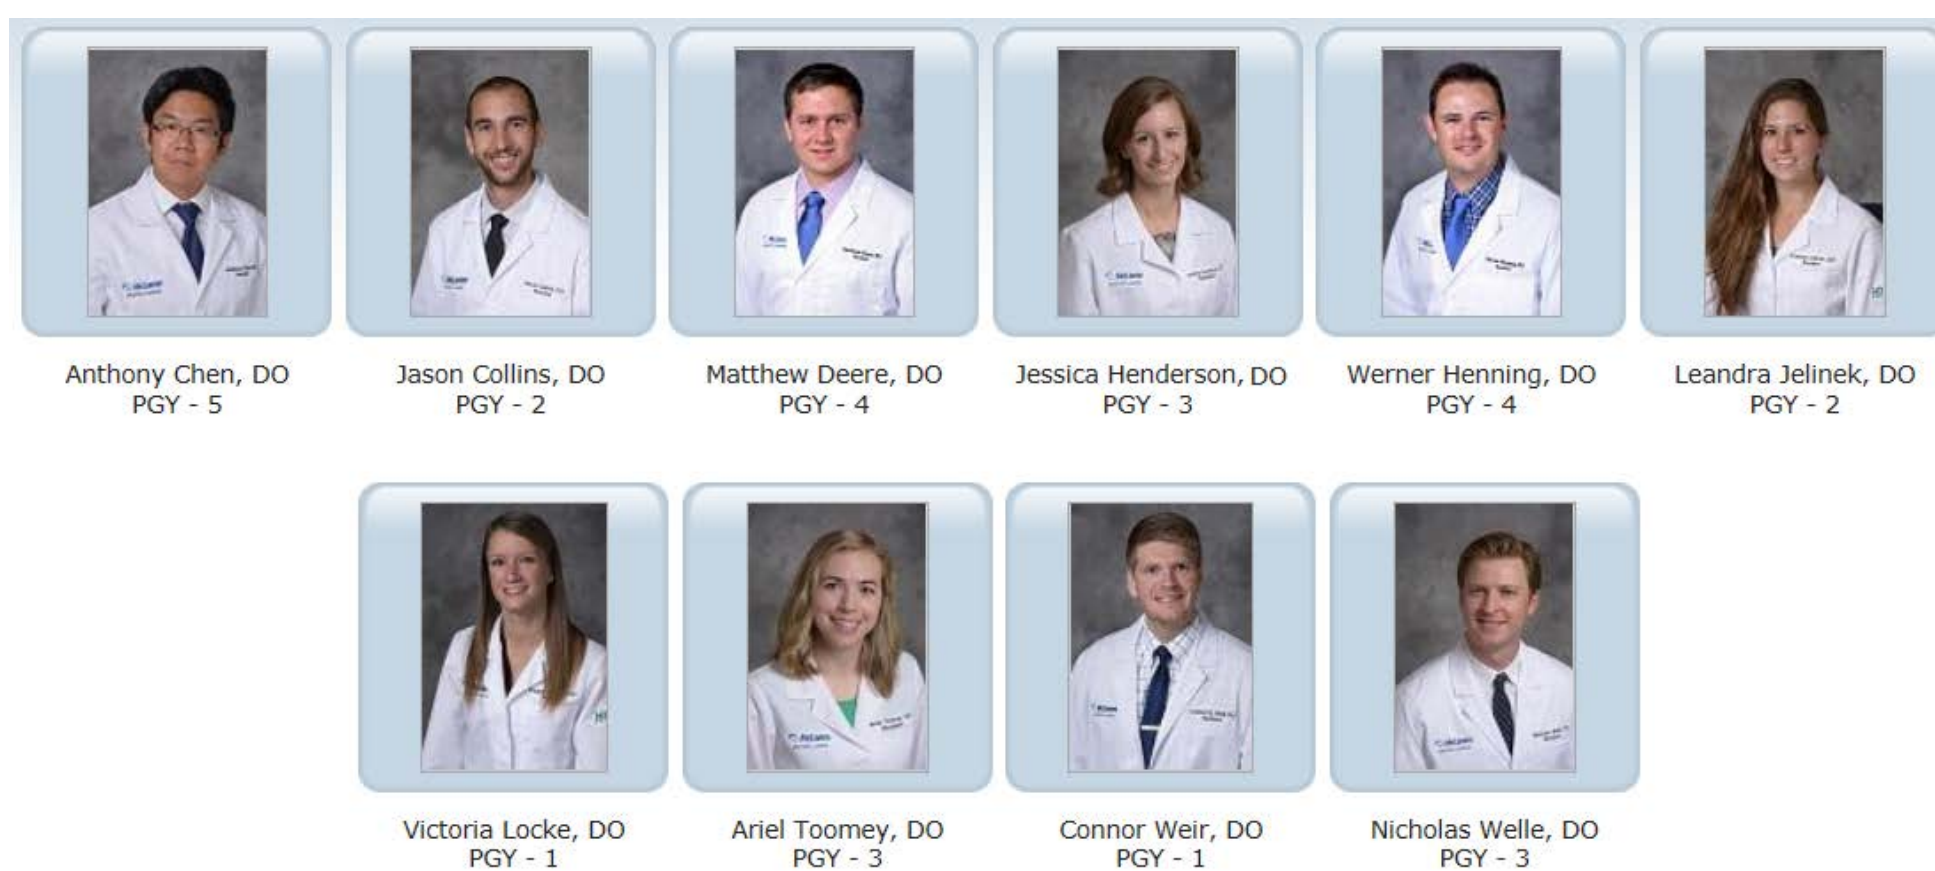 Anthony Chen, DO
PGY - 5
Jason Collins, DO
PGY - 2
Matthew Deere, DO
PGY - 4
Jessica Henderson, DO
PGY - 3
Werner Henning, DO
PGY - 4
Leandra Jelinek, DO
PGY - 2
Victoria Locke, DO
PGY - 1
Ariel Toomey, DO
PGY - 3
Connor Weir, DO
PGY - 1
Nicholas Welle, DO
PGY - 3